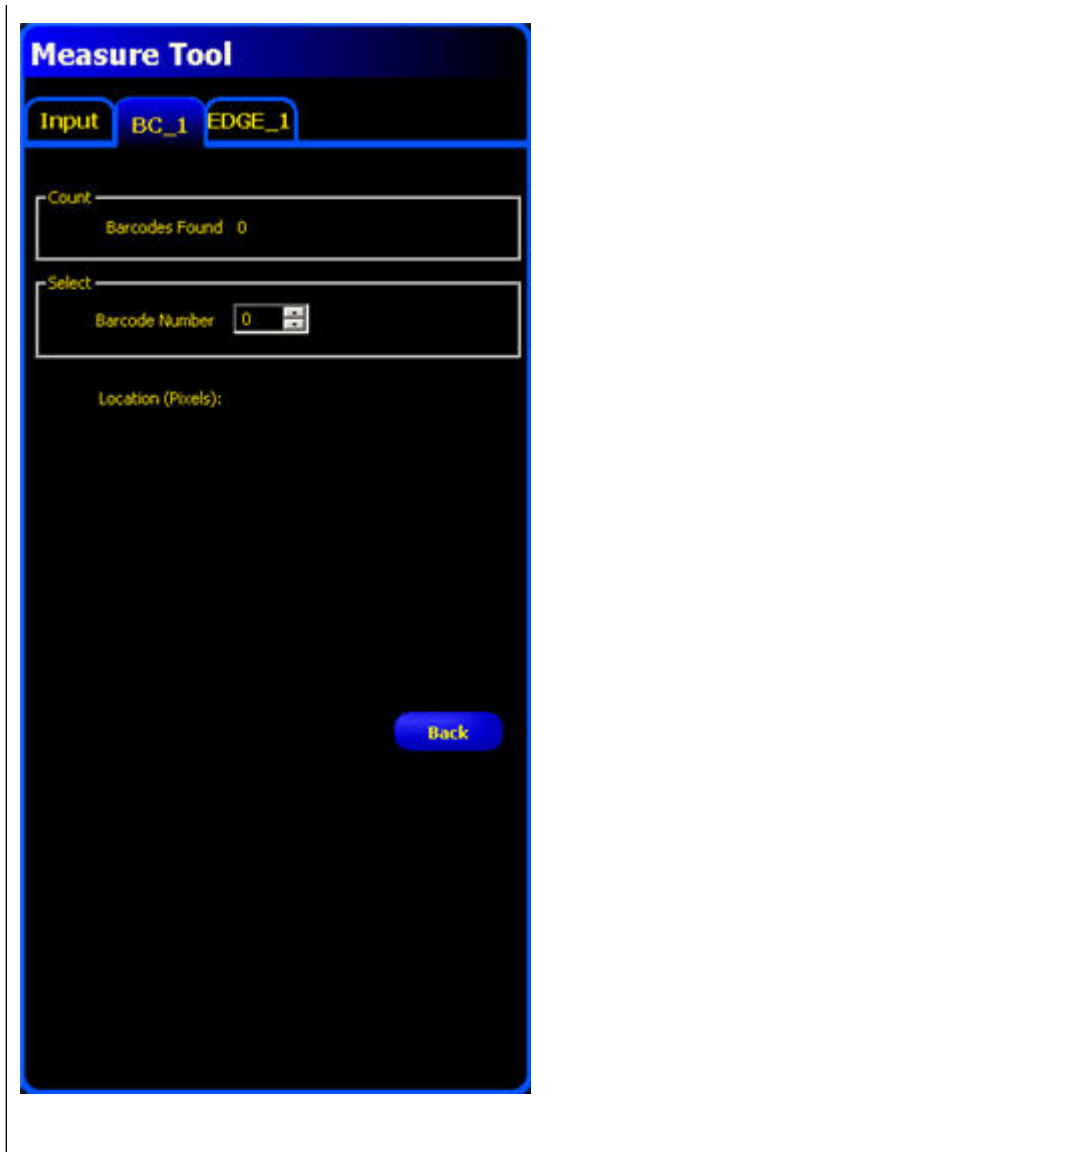 Measure Tool
Input BC_1 EDGE_1
Count
Barcodes Found 0
Select
Barcode Number 0
Location (Pixels):
Back